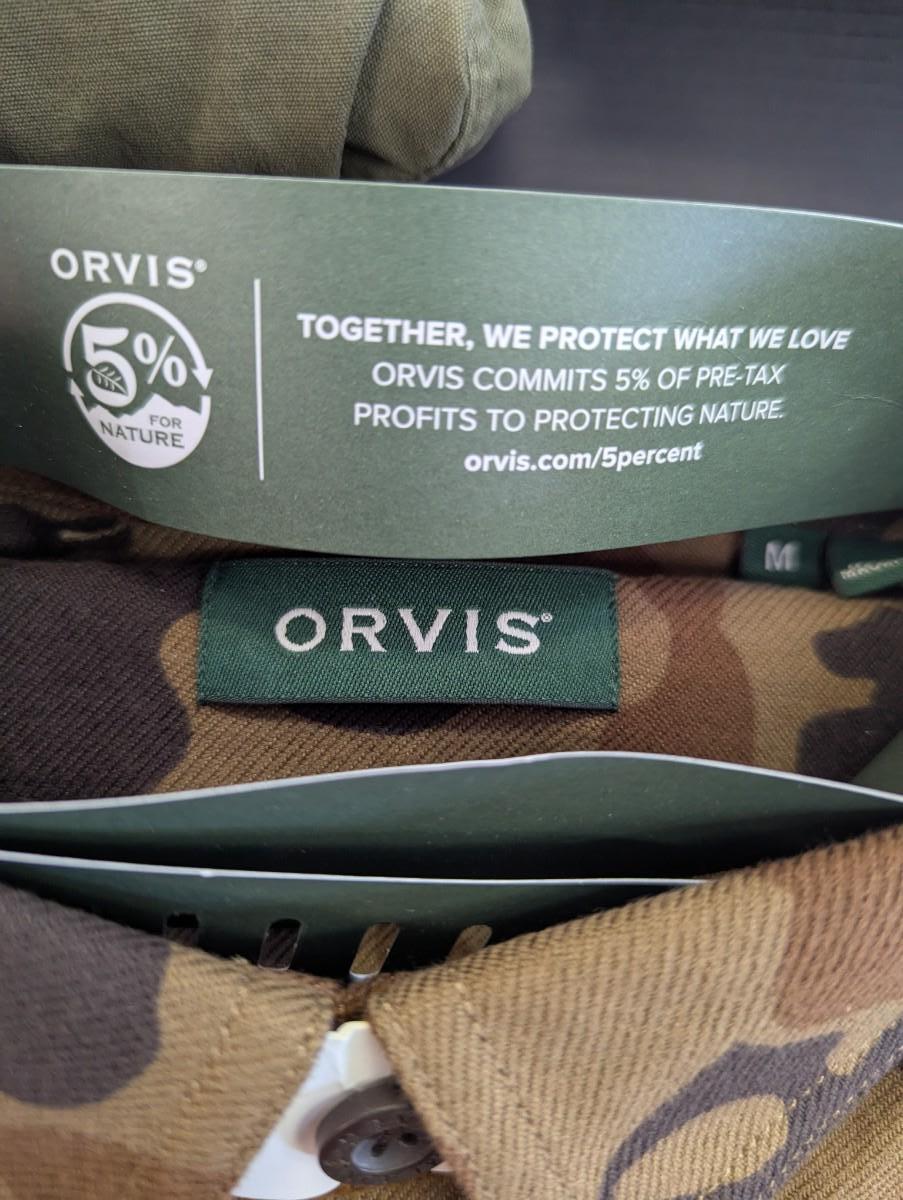 ORVIS®
5%
FOR
NATURE
TOGETHER, WE PROTECT WHAT WE LOVE
ORVIS COMMITS 5% OF PRE-TAX
PROFITS TO PROTECTING NATURE.
orvis.com/5percent
M
ORVIS®